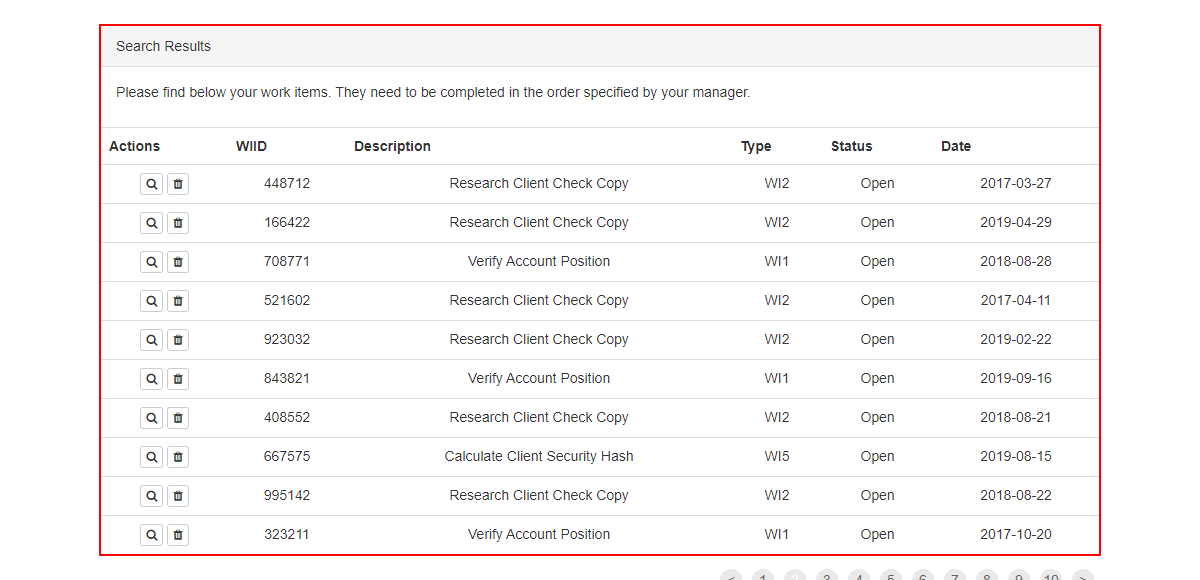 Search Results
Please find below your work items. They need to be completed in the order specified by your manager.
Actions WIID Description Type Status Date
448712 Research Client Check Copy WI2 Open 2017-03-27
166422 Research Client Check Copy WI2 Open 2019-04-29
708771 Verify Account Position WI1 Open 2018-08-28
521602 Research Client Check Copy WI2 Open 2017-04-11
923032 Research Client Check Copy WI2 Open 2019-02-22
843821 Verify Account Position WI1 Open 2019-09-16
408552 Research Client Check Copy WI2 Open 2018-08-21
667575 Calculate Client Security Hash WI5 Open 2019-08-15
995142 Research Client Check Copy WI2 Open 2018-08-22
323211 Verify Account Position WI1 Open 2017-10-20
< 1 2 3 4 5 6 7 8 9 10 >